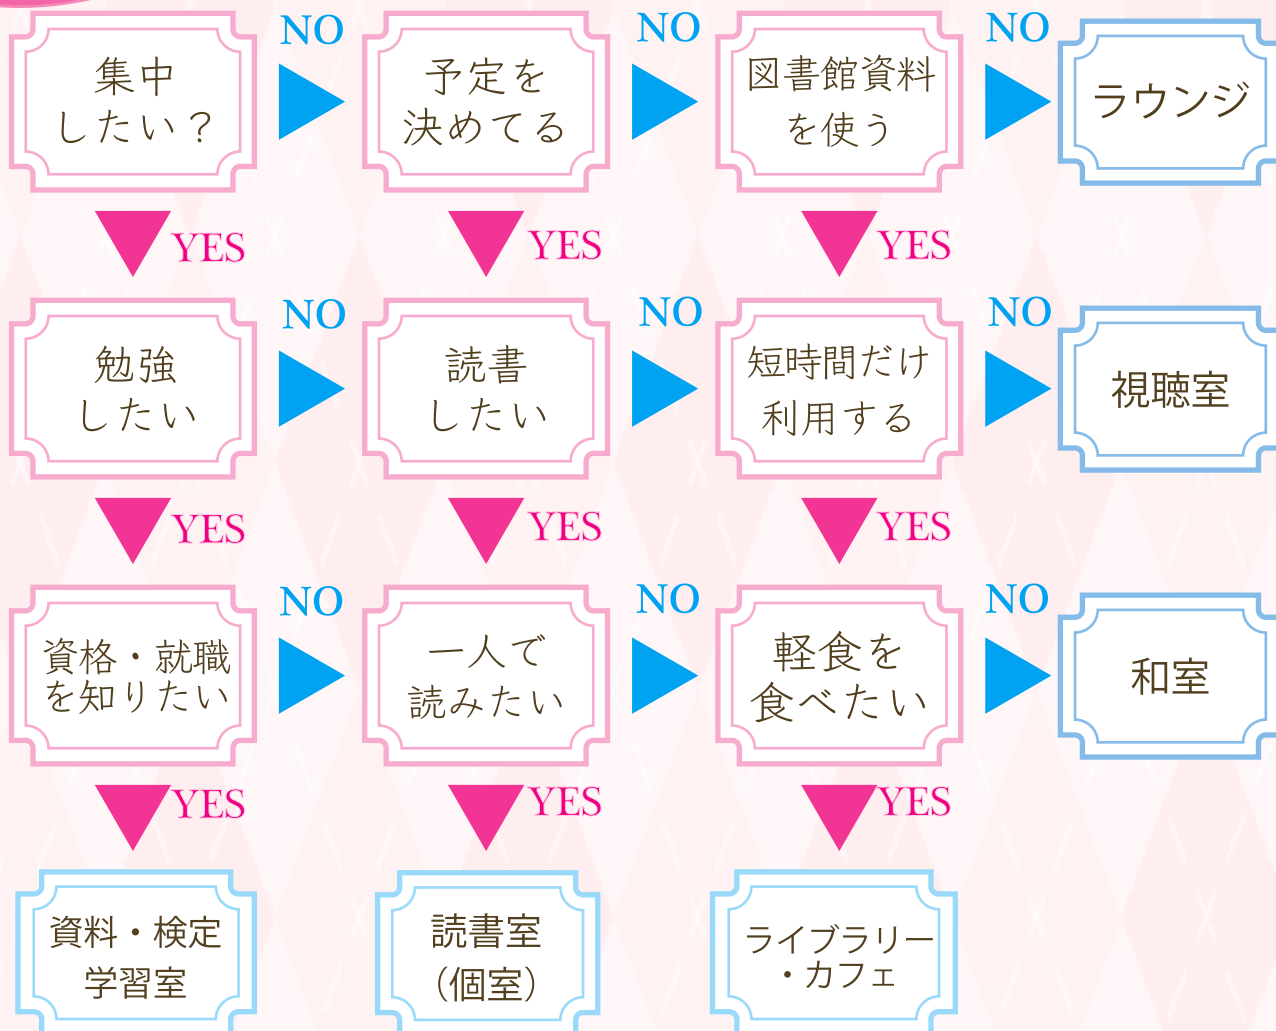 集中
したい？
NO
予定を
決めてる
NO
図書館資料
を使う
NO
ラウンジ
YES
YES
YES
勉強
したい
NO
読書
したい
NO
短時間だけ
利用する
NO
視聴室
YES
YES
YES
資格・就職
を知りたい
NO
一人で
読みたい
NO
軽食を
食べたい
NO
和室
YES
YES
YES
資料・検定
学習室
読書室
（個室）
ライブラリー
・カフェ